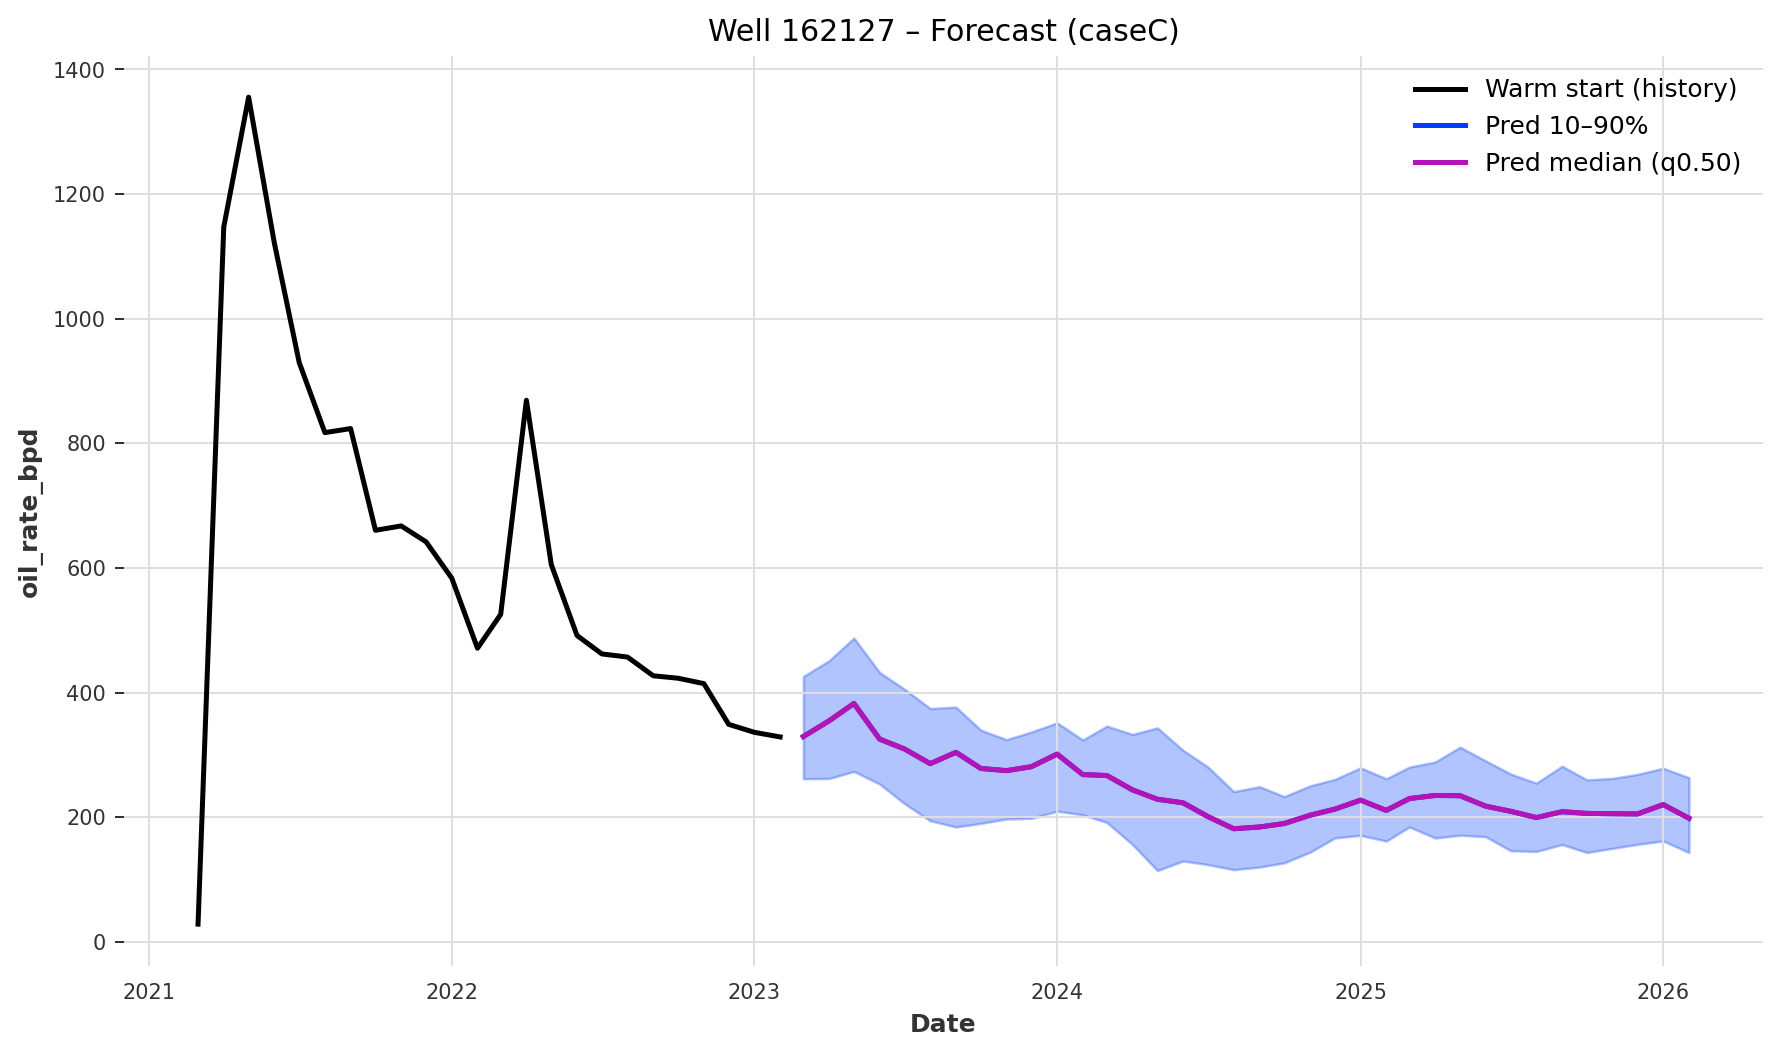 Well 162127 – Forecast (caseC)
Warm start (history)
Pred 10–90%
Pred median (q0.50)
oil_rate_bpd
1400
1200
1000
800
600
400
200
0
2021 2022 2023 2024 2025 2026
Date